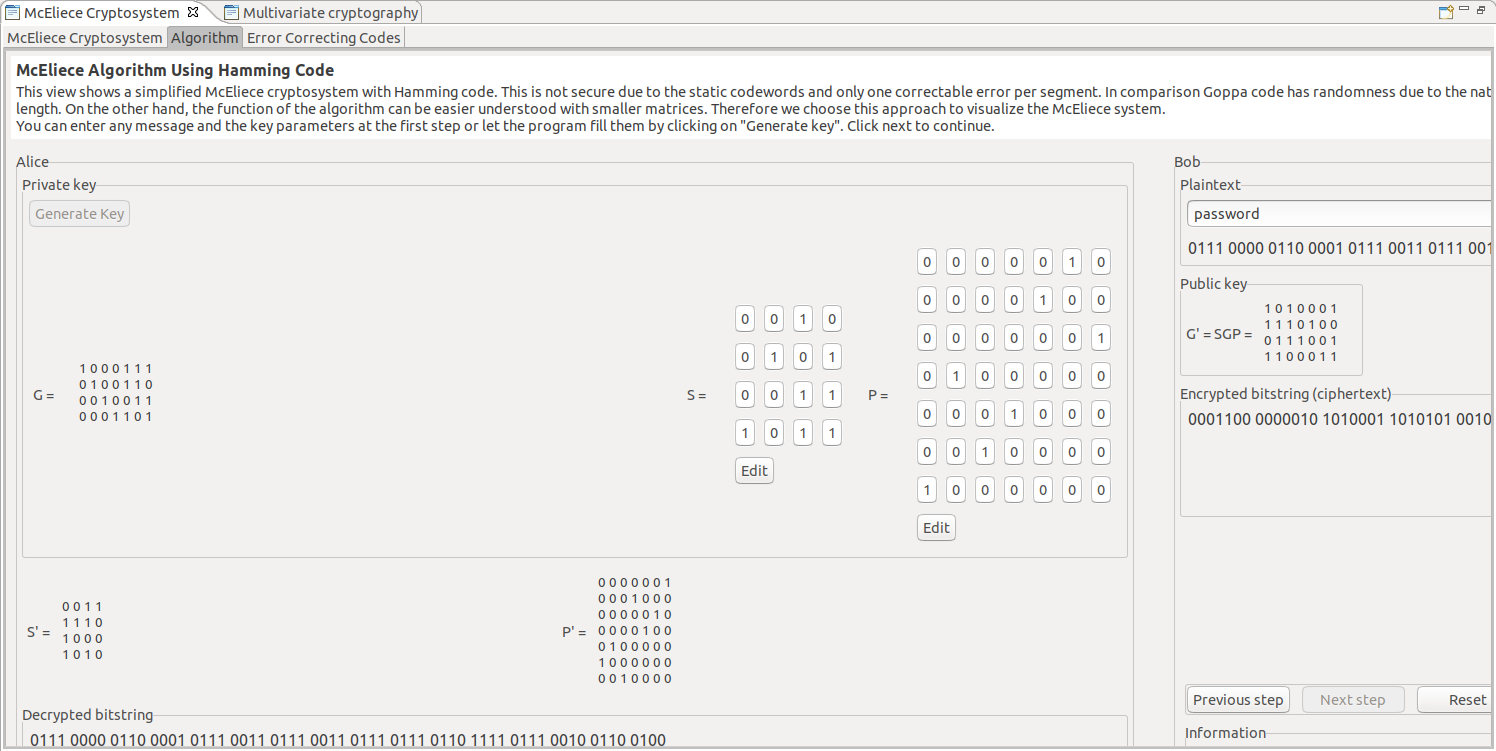 McEliece Cryptosystem Multivariate cryptography
McEliece Cryptosystem Algorithm Error Correcting Codes
McEliece Algorithm Using Hamming Code
This view shows a simplified McEliece cryptosystem with Hamming code. This is not secure due to the static codewords and only one correctable error per segment. In comparison Goppa code has randomness due to the nat
length. On the other hand, the function of the algorithm can be easier understood with smaller matrices. Therefore we choose this approach to visualize the McEliece system.
You can enter any message and the key parameters at the first step or let the program fill them by clicking on "Generate key". Click next to continue.
Alice
Private key
Generate Key
G =
1 0 0 0 1 1 1
0 1 0 0 1 1 0
0 0 1 0 0 1 1
0 0 0 1 1 0 1
S =
0 0 1 0
0 1 0 1
0 0 1 1
1 0 1 1
Edit
P =
0 0 0 0 0 1 0
0 0 0 0 1 0 0
0 0 0 0 0 0 1
0 1 0 0 0 0 0
0 0 0 1 0 0 0
0 0 1 0 0 0 0
1 0 0 0 0 0 0
Edit
S' =
0 0 1 1
1 1 1 0
1 0 0 0
1 0 1 0
P' =
0 0 0 0 0 0 1
0 0 0 1 0 0 0
0 0 0 0 0 1 0
0 0 0 0 1 0 0
0 1 0 0 0 0 0
1 0 0 0 0 0 0
0 0 1 0 0 0 0
Decrypted bitstring
0111 0000 0110 0001 0111 0011 0111 0011 0111 0111 0110 1111 0111 0010 0110 0100
Bob
Plaintext
password
0111 0000 0110 0001 0111 0011 0111 001
Public key
G' = SGP =
1 0 1 0 0 0 1
1 1 1 0 1 0 0
0 1 1 1 0 0 1
1 1 0 0 0 1 1
Encrypted bitstring (ciphertext)
0001100 0000010 1010001 1010101 0010
Previous step Next step Reset
Information